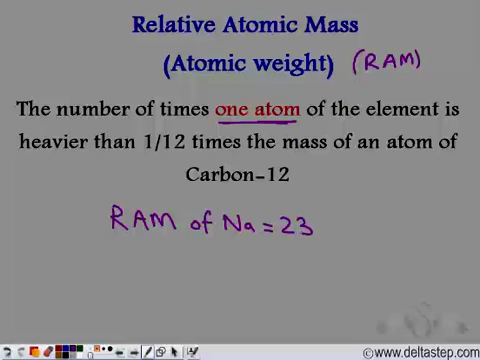 Relative Atomic Mass
(Atomic weight) (RAM)
The number of times one atom of the element is
heavier than 1/12 times the mass of an atom of
Carbon-12
RAM of Na = 23
©www.deltastep.com